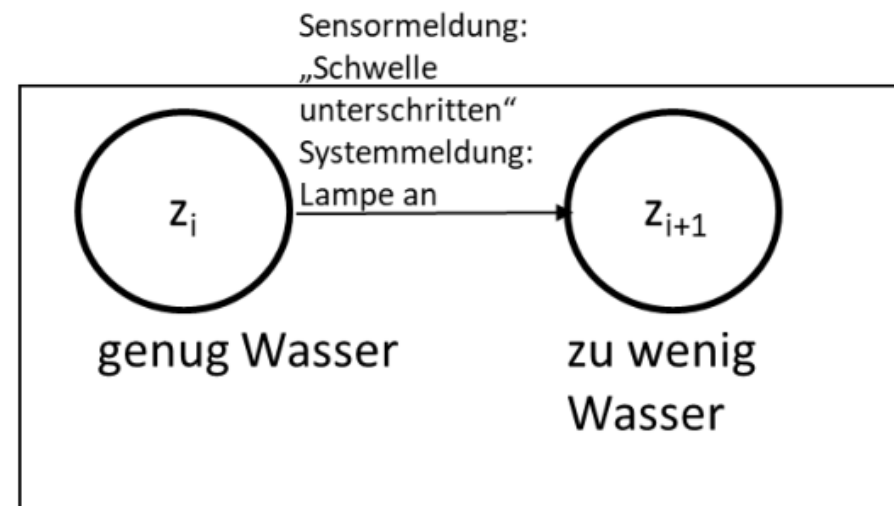 Sensormeldung:
„Schwelle
unterschritten“
Systemmeldung:
Lampe an
zᵢ
zᵢ₊₁
genug Wasser
zu wenig
Wasser